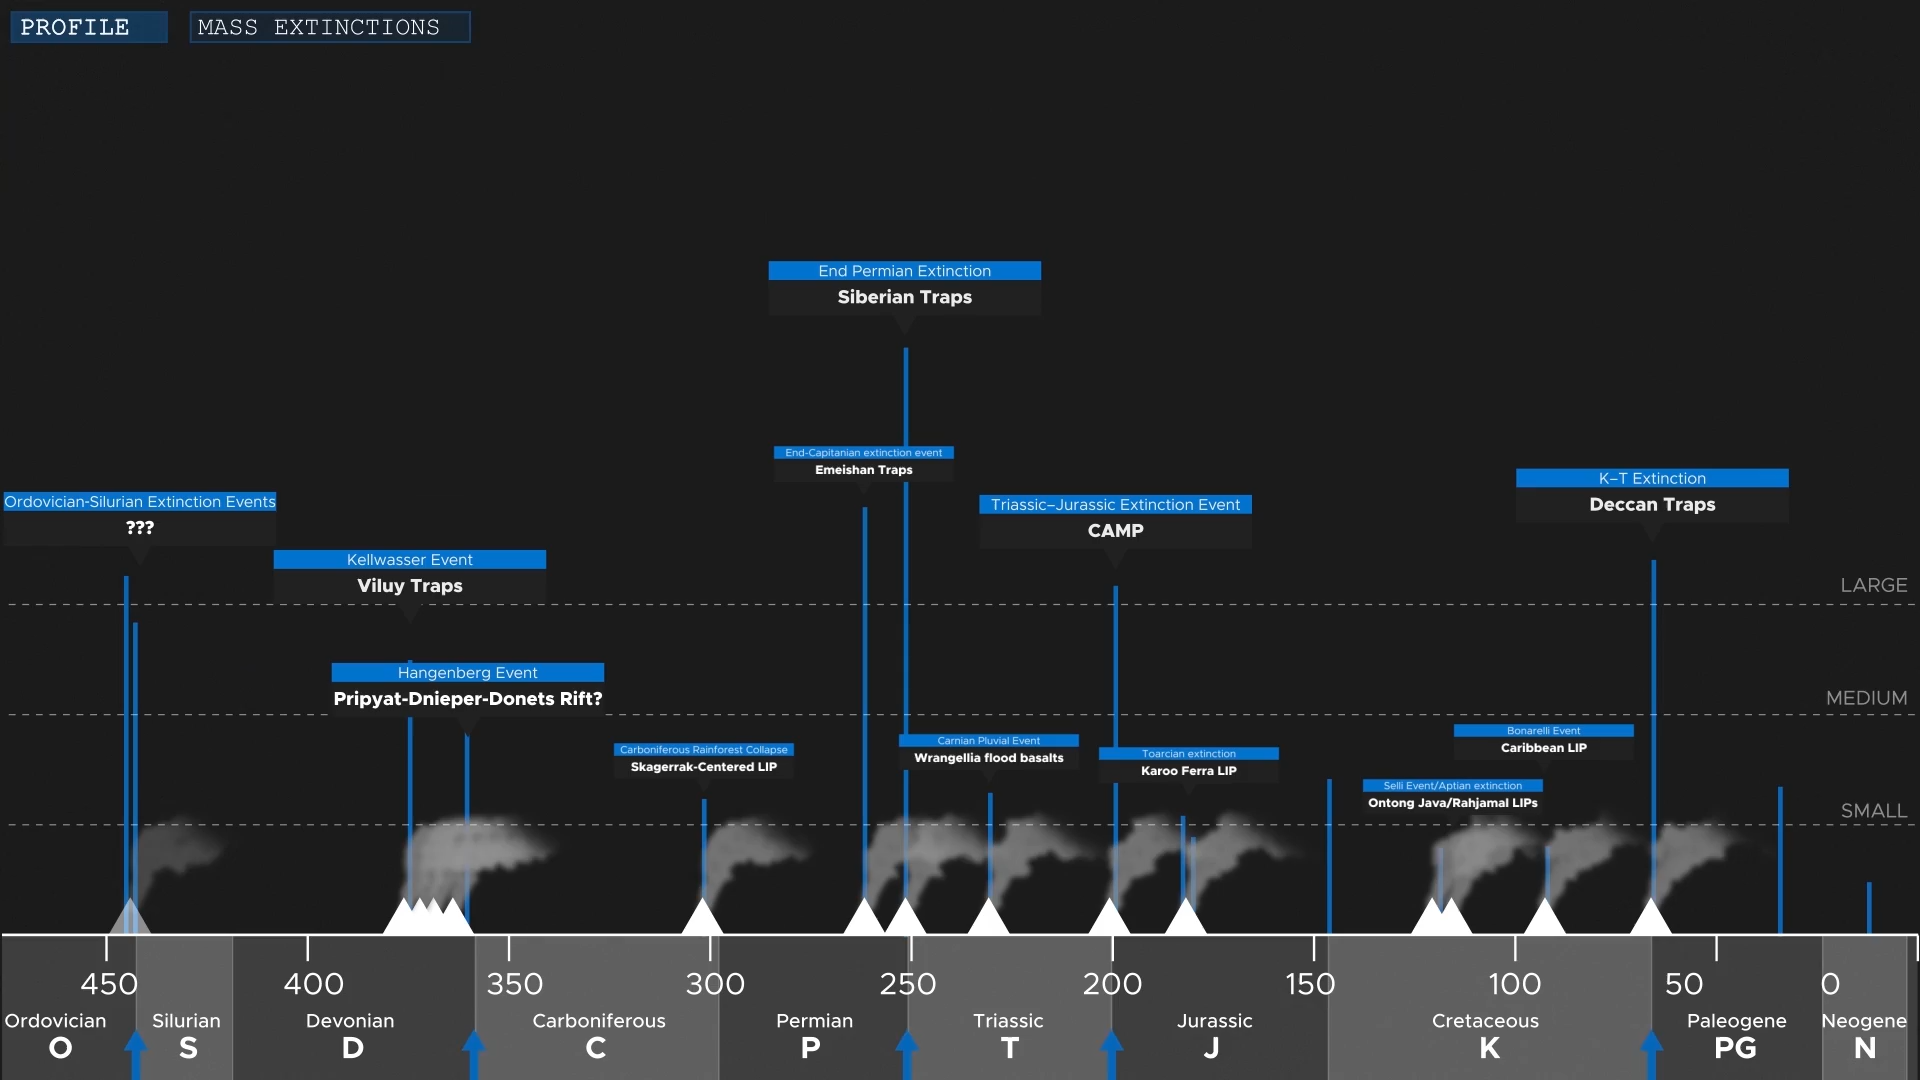 PROFILE
MASS EXTINCTIONS
End Permian Extinction
Siberian Traps
End-Capitanian extinction event
Emeishan Traps
Ordovician-Silurian Extinction Events
???
Kellwasser Event
Viluy Traps
Triassic–Jurassic Extinction Event
CAMP
K–T Extinction
Deccan Traps
LARGE
Hangenberg Event
Pripyat-Dnieper-Donets Rift?
MEDIUM
Carboniferous Rainforest Collapse
Skagerrak-Centered LIP
Carnian Pluvial Event
Wrangellia flood basalts
Toarcian extinction
Karoo Ferra LIP
Bonarelli Event
Caribbean LIP
Selli Event/Aptian extinction
Ontong Java/Rahjamal LIPs
SMALL
450 400 350 300 250 200 150 100 50 0
Ordovician Silurian Devonian Carboniferous Permian Triassic Jurassic Cretaceous Paleogene Neogene
O S D C P T J K PG N